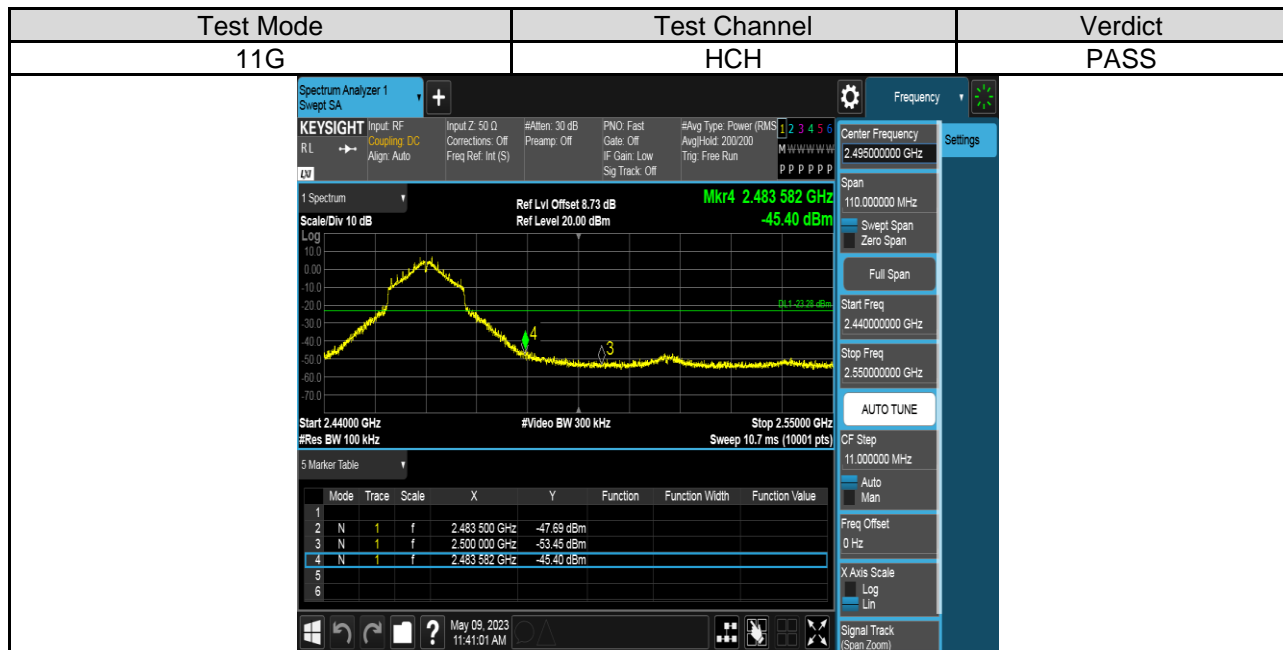 Test Mode Test Channel Verdict
11G HCH PASS
Spectrum Analyzer 1
Swept SA
+
Frequency
KEYSIGHT Input: RF Input Z: 50 Ω #Atten: 30 dB PNO: Fast #Avg Type: Power (RMS 1 2 3 4 5 6
RL Coupling: DC Corrections: Off Preamp: Off Gate: Off Avg|Hold: 200/200 M W W W W W
Align: Auto Freq Ref: Int (S) IF Gain: Low Trig: Free Run
LXI Sig Track: Off P P P P P P
Center Frequency
2.495000000 GHz
Settings
Span
110.000000 MHz
Swept Span
Zero Span
Full Span
Start Freq
2.440000000 GHz
Stop Freq
2.550000000 GHz
AUTO TUNE
CF Step
11.000000 MHz
Auto
Man
Freq Offset
0 Hz
X Axis Scale
Log
Lin
Signal Track
(Span Zoom)
1 Spectrum
Ref Lvl Offset 8.73 dB Mkr4 2.483 582 GHz
Scale/Div 10 dB Ref Level 20.00 dBm -45.40 dBm
Log
10.0
0.00
-10.0
-20.0
DL1 -23.28 dBm
-30.0
-40.0
4
3
-50.0
-60.0
-70.0
Start 2.44000 GHz #Video BW 300 kHz Stop 2.55000 GHz
#Res BW 100 kHz Sweep 10.7 ms (10001 pts)
5 Marker Table
Mode Trace Scale X Y Function Function Width Function Value
1
2 N 1 f 2.483 500 GHz -47.69 dBm
3 N 1 f 2.500 000 GHz -53.45 dBm
4 N 1 f 2.483 582 GHz -45.40 dBm
5
6
? May 09, 2023
11:41:01 AM